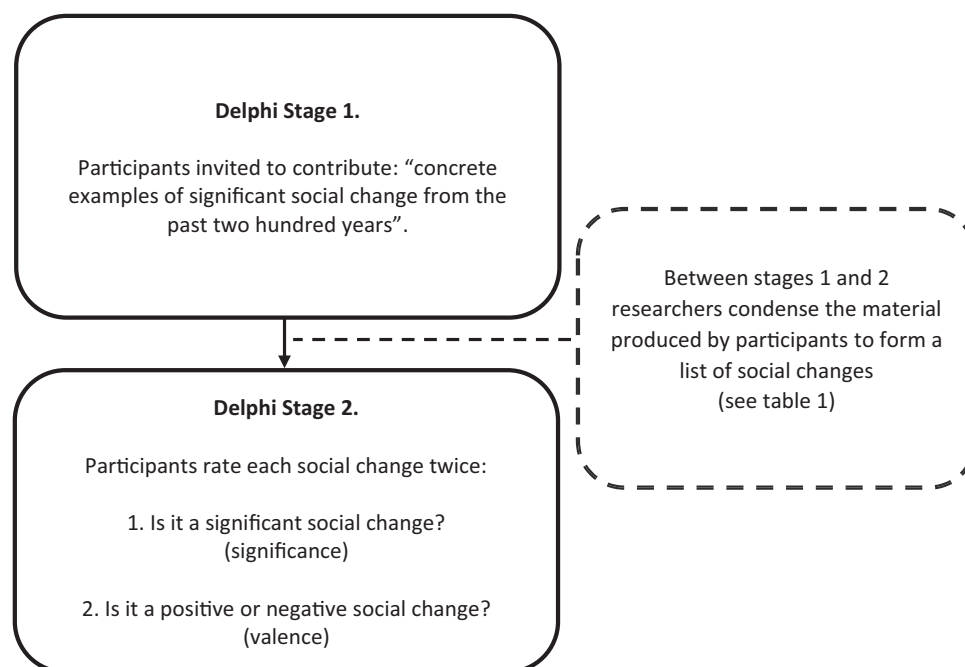 Delphi Stage 1.
Participants invited to contribute: “concrete
examples of significant social change from the
past two hundred years”.
Between stages 1 and 2
researchers condense the material
produced by participants to form a
list of social changes
(see table 1)
Delphi Stage 2.
Participants rate each social change twice:
1. Is it a significant social change?
(significance)
2. Is it a positive or negative social change?
(valence)